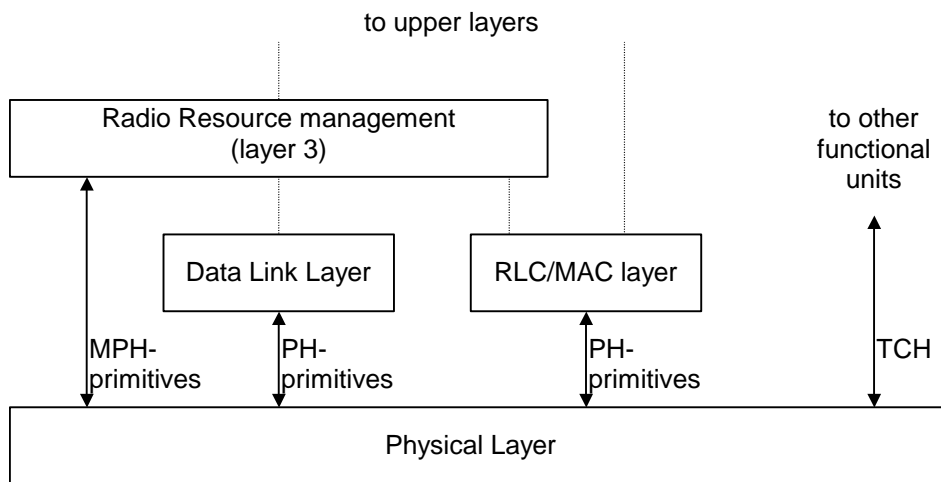 to upper layers
Radio Resource management
(layer 3)
to other
functional
units
Data Link Layer
RLC/MAC layer
MPH-
primitives
PH-
primitives
PH-
primitives
TCH
Physical Layer